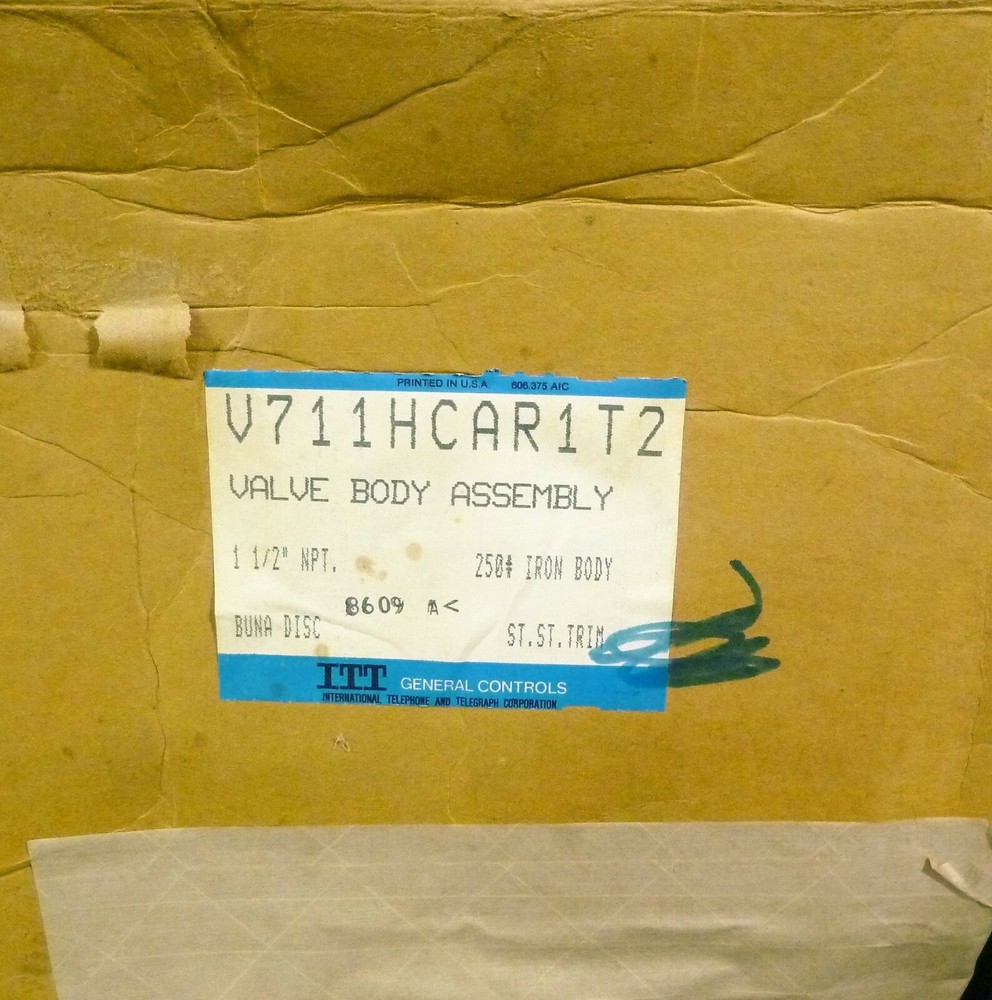 PRINTED IN U.S.A 606.375 AIC
V711HCAR1T2
VALVE BODY ASSEMBLY
1 1/2" NPT. 250# IRON BODY
8609 A<
BUNA DISC ST.ST.TRIM
ITT GENERAL CONTROLS
INTERNATIONAL TELEPHONE AND TELEGRAPH CORPORATION